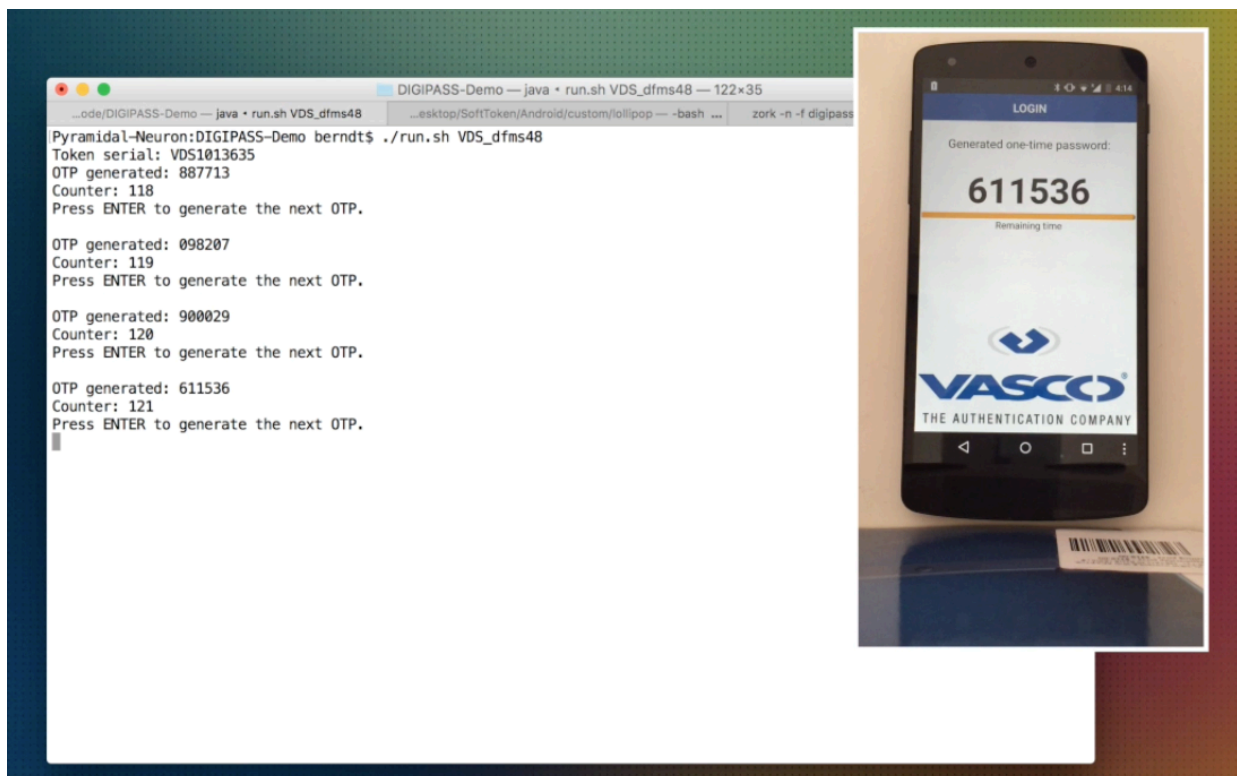 DIGIPASS-Demo — java • run.sh VDS_dfms48 — 122×35
...ode/DIGIPASS-Demo — java • run.sh VDS_dfms48
...esktop/SoftToken/Android/custom/lollipop — -bash ...
zork -n -f digipass
Pyramidal-Neuron:DIGIPASS-Demo berndt$ ./run.sh VDS_dfms48
Token serial: VDS1013635
OTP generated: 887713
Counter: 118
Press ENTER to generate the next OTP.
OTP generated: 098207
Counter: 119
Press ENTER to generate the next OTP.
OTP generated: 900029
Counter: 120
Press ENTER to generate the next OTP.
OTP generated: 611536
Counter: 121
Press ENTER to generate the next OTP.
4:14
LOGIN
Generated one-time password:
611536
Remaining time
VASCO
THE AUTHENTICATION COMPANY